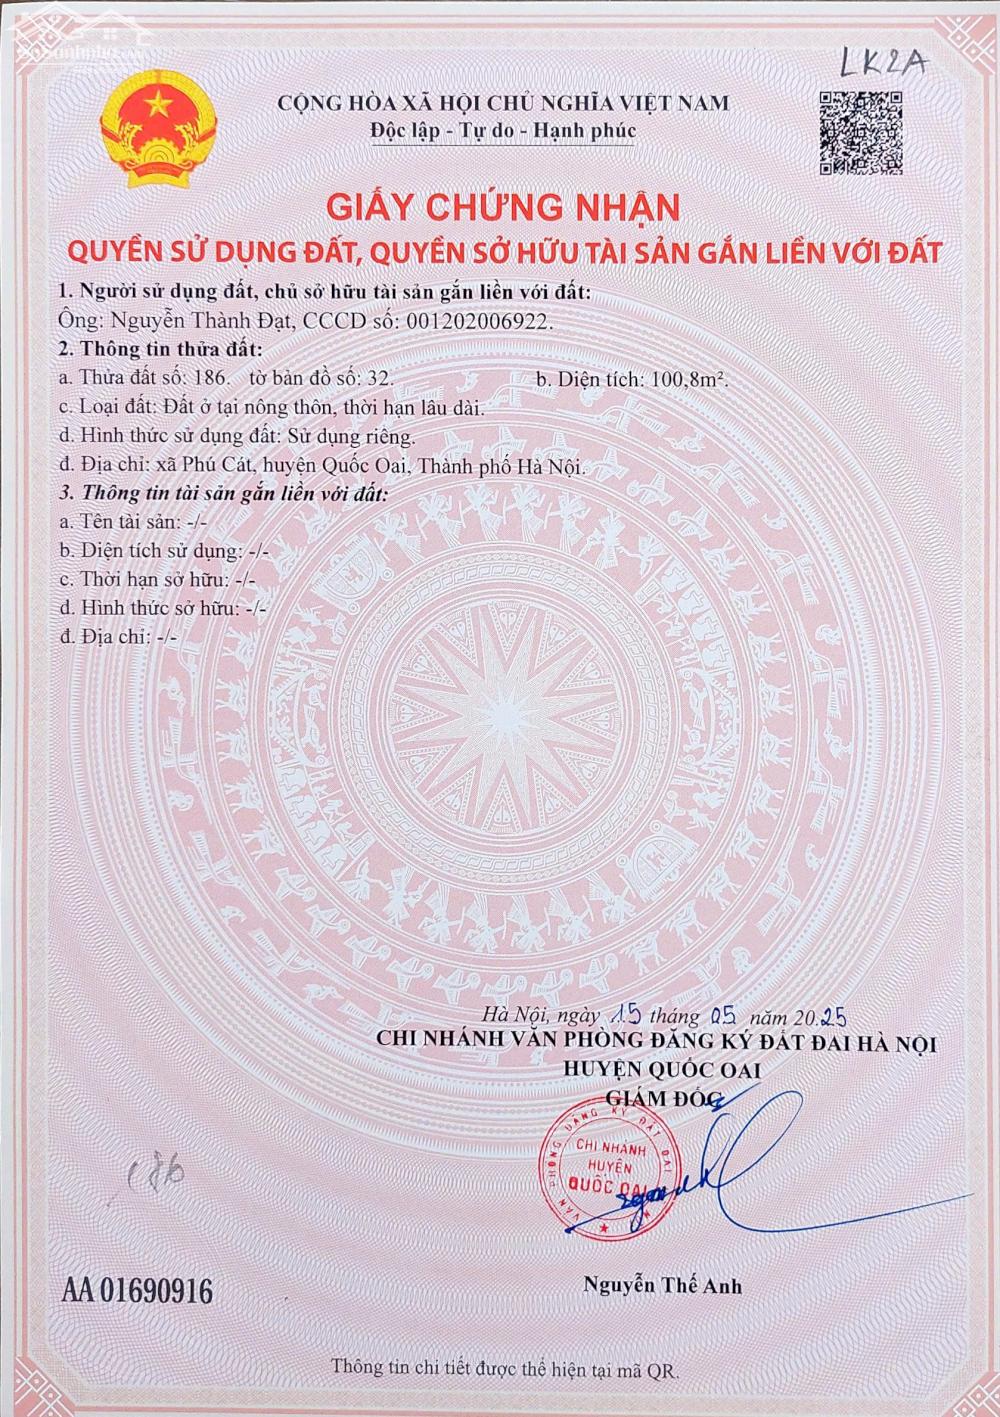 LK2A
CỘNG HÒA XÃ HỘI CHỦ NGHĨA VIỆT NAM
Độc lập - Tự do - Hạnh phúc
GIẤY CHỨNG NHẬN
QUYỀN SỬ DỤNG ĐẤT, QUYỀN SỞ HỮU TÀI SẢN GẮN LIỀN VỚI ĐẤT
1. Người sử dụng đất, chủ sở hữu tài sản gắn liền với đất:
Ông: Nguyễn Thành Đạt, CCCD số: 001202006922.
2. Thông tin thửa đất:
a. Thửa đất số: 186. tờ bản đồ số: 32. b. Diện tích: 100,8m².
c. Loại đất: Đất ở tại nông thôn, thời hạn lâu dài.
d. Hình thức sử dụng đất: Sử dụng riêng.
đ. Địa chỉ: xã Phú Cát, huyện Quốc Oai, Thành phố Hà Nội.
3. Thông tin tài sản gắn liền với đất:
a. Tên tài sản: -/-
b. Diện tích sử dụng: -/-
c. Thời hạn sở hữu: -/-
d. Hình thức sở hữu: -/-
đ. Địa chỉ: -/-
Hà Nội, ngày 15 tháng 05 năm 2025
CHI NHÁNH VĂN PHÒNG ĐĂNG KÝ ĐẤT ĐAI HÀ NỘI
HUYỆN QUỐC OAI
GIÁM ĐỐC
VĂN PHÒNG ĐĂNG KÝ ĐẤT ĐAI
CHI NHÁNH
HUYỆN
QUỐC OAI
186
AA 01690916
Nguyễn Thế Anh
Thông tin chi tiết được thể hiện tại mã QR.